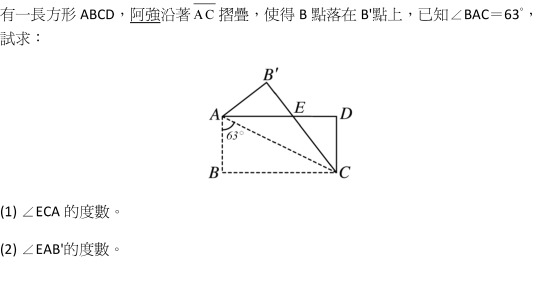 有一長方形 ABCD，阿強沿著 AC 摺疊，使得 B 點落在 B'點上，已知∠BAC＝63°，
試求：
B'
A
E
D
63°
B
C
(1) ∠ECA 的度數。
(2) ∠EAB'的度數。